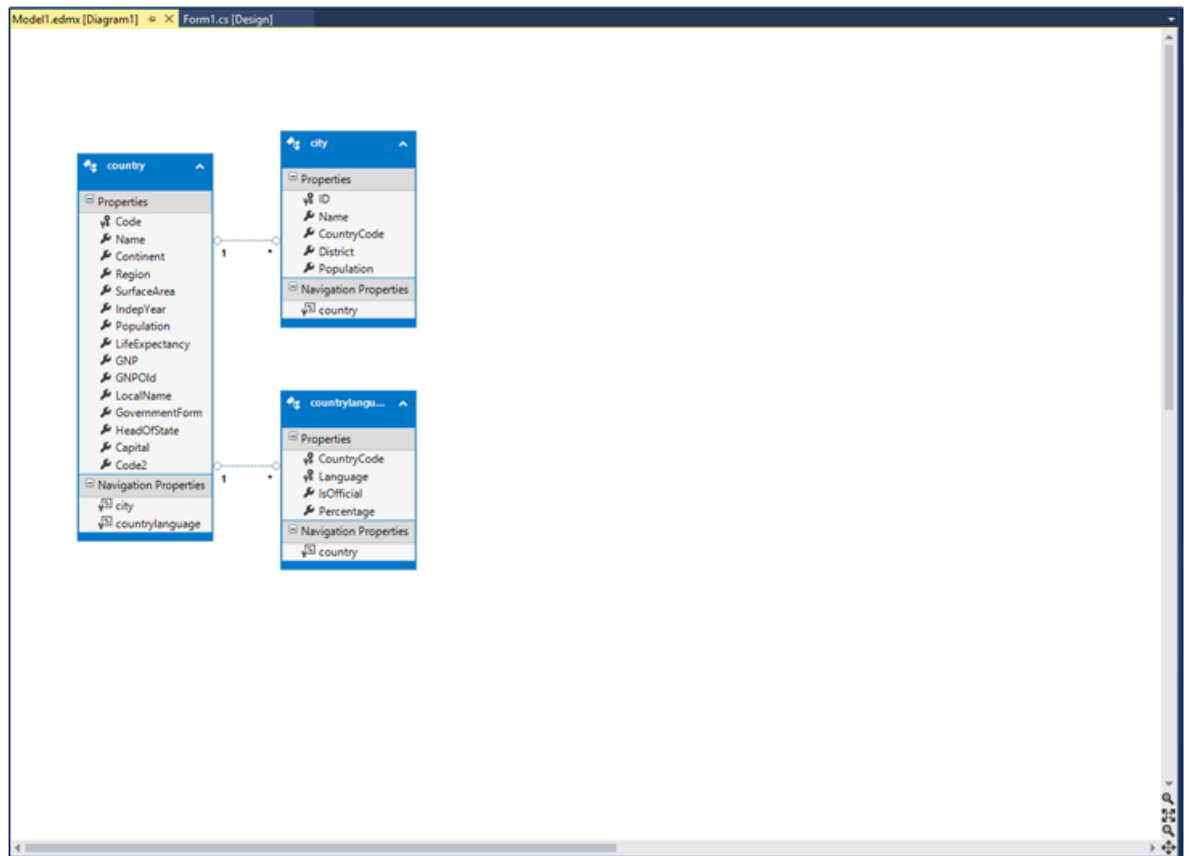 Model1.edmx [Diagram1] Form1.cs [Design]
country
Properties
Code
Name
Continent
Region
SurfaceArea
IndepYear
Population
LifeExpectancy
GNP
GNPOld
LocalName
GovernmentForm
HeadOfState
Capital
Code2
Navigation Properties
city
countrylanguage
1 *
1 *
city
Properties
ID
Name
CountryCode
District
Population
Navigation Properties
country
countrylangu...
Properties
CountryCode
Language
IsOfficial
Percentage
Navigation Properties
country